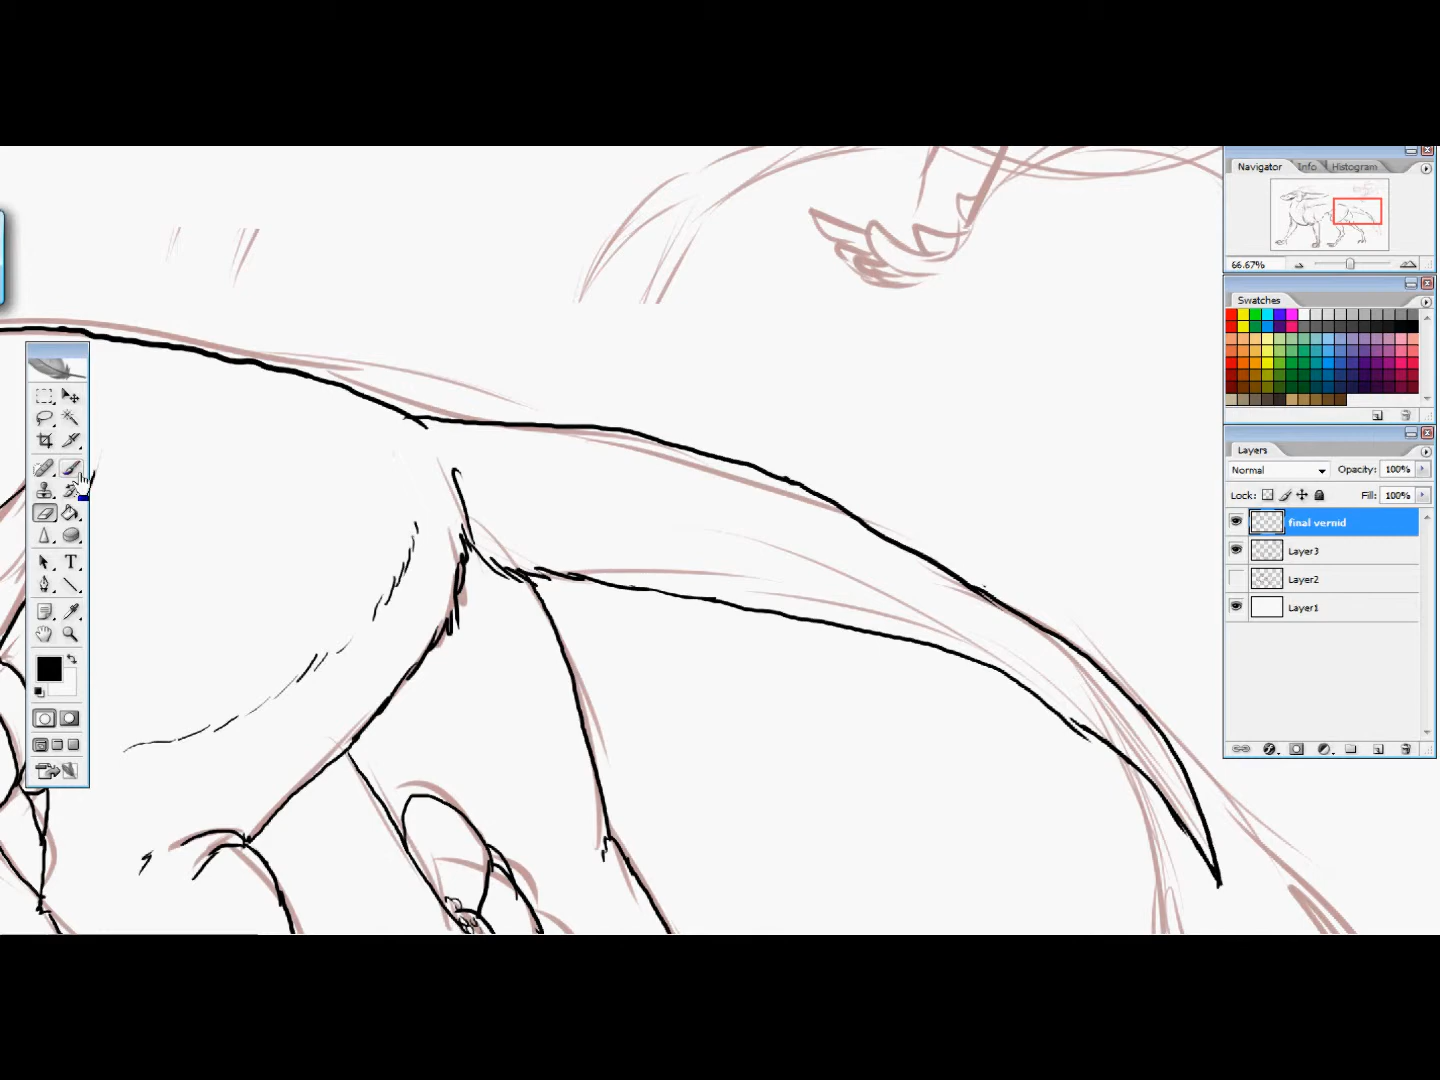 Navigator Info Histogram
66.67%
Swatches
Layers
Normal Opacity: 100%
Lock: Fill: 100%
final vernid
Layer3
Layer2
Layer1
T